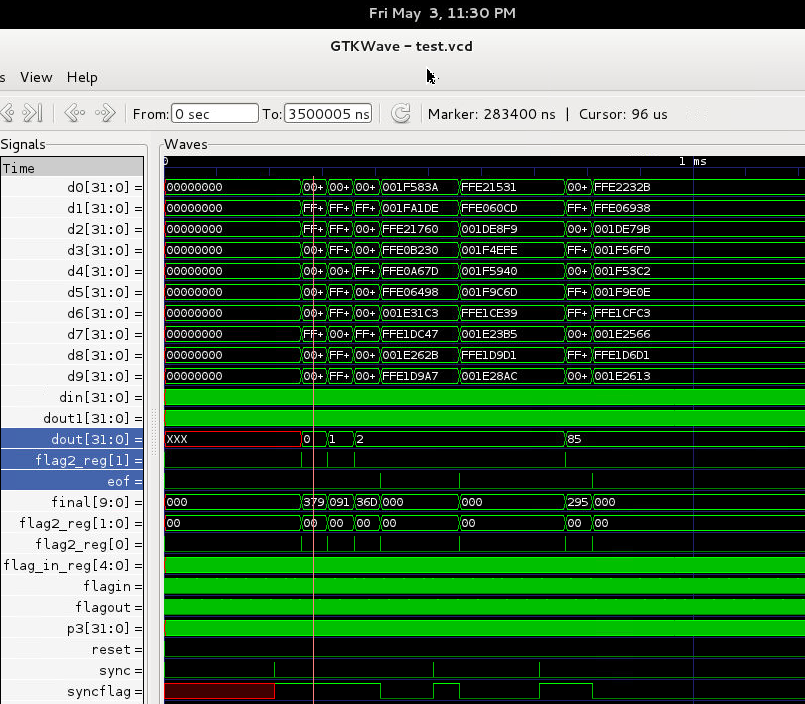 Fri May 3, 11:30 PM
GTKWave - test.vcd
s View Help
From: 0 sec To: 3500005 ns Marker: 283400 ns | Cursor: 96 us
Signals Waves
Time 0 1 ms
d0[31:0] = 00000000 00+ 00+ 00+ 001F583A FFE21531 00+ FFE2232B
d1[31:0] = 00000000 FF+ FF+ FF+ 001FA1DE FFE060CD FF+ FFE06938
d2[31:0] = 00000000 FF+ FF+ 00+ FFE21760 001DE8F9 00+ 001DE79B
d3[31:0] = 00000000 00+ FF+ 00+ FFE0B230 001F4EFE FF+ 001F56F0
d4[31:0] = 00000000 00+ 00+ FF+ FFE0A67D 001F5940 00+ 001F53C2
d5[31:0] = 00000000 00+ FF+ FF+ FFE06498 001F9C6D FF+ 001F9E0E
d6[31:0] = 00000000 00+ FF+ 00+ 001E31C3 FFE1CE39 FF+ FFE1CFC3
d7[31:0] = 00000000 FF+ 00+ FF+ FFE1DC47 001E23B5 00+ 001E2566
d8[31:0] = 00000000 00+ FF+ 00+ 001E262B FFE1D9D1 FF+ FFE1D6D1
d9[31:0] = 00000000 00+ FF+ 00+ FFE1D9A7 001E28AC 00+ 001E2613
din[31:0] =
dout1[31:0] =
dout[31:0] = XXX 0 1 2 85
flag2_reg[1] =
eof =
final[9:0] = 000 379 091 36D 000 000 295 000
flag2_reg[1:0] = 00 00 00 00 00 00 00 00
flag2_reg[0] =
flag_in_reg[4:0] =
flagin =
flagout =
p3[31:0] =
reset =
sync =
syncflag =